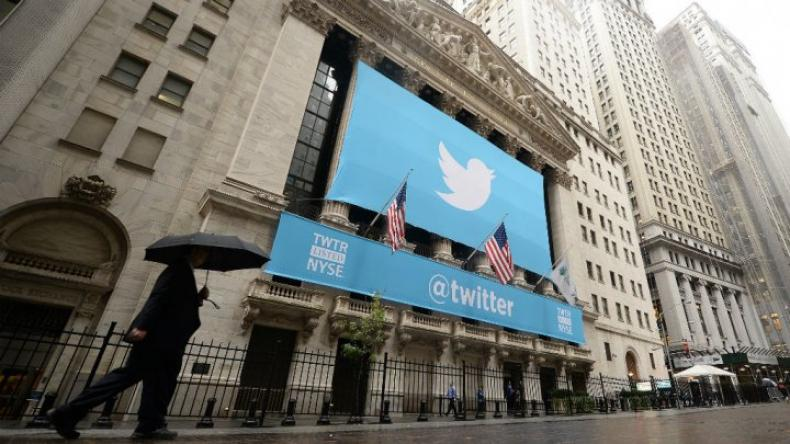 TWTR
LISTED
NYSE
@twitter
TWTR
LISTED
NYSE